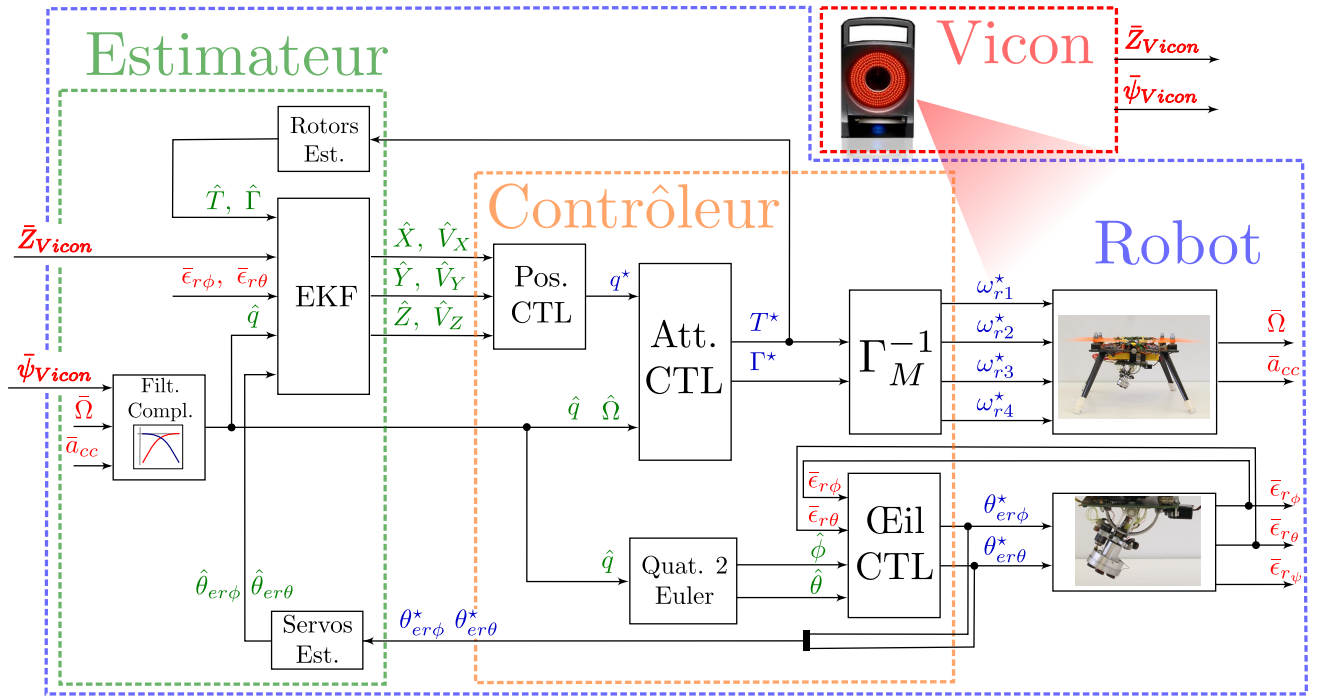 Estimateur
Vicon
Z̄_Vicon
ψ̄_Vicon
Rotors
Est.
T̂, Γ̂
Contrôleur
Robot
Z̄_Vicon
ε̄_rφ, ε̄_rθ
q̂
EKF
X̂, V̂_X
Ŷ, V̂_Y
Ẑ, V̂_Z
Pos.
CTL
q⋆
Att.
CTL
T⋆
Γ⋆
Γ_M^−1
ω⋆_r1
ω⋆_r2
ω⋆_r3
ω⋆_r4
Ω̄
ā_cc
ψ̄_Vicon
Ω̄
ā_cc
Filt.
Compl.
q̂ Ω̂
ε̄_rφ
ε̄_rθ
φ̂
θ̂
Œil
CTL
θ⋆_erφ
θ⋆_erθ
ε̄_rφ
ε̄_rθ
ε̄_rψ
q̂
Quat. 2
Euler
θ̂_erφ θ̂_erθ
Servos
Est.
θ⋆_erφ θ⋆_erθ